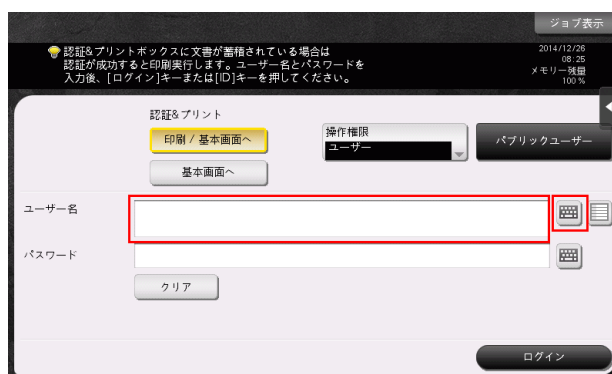 ジョブ表示
認証&プリントボックスに文書が蓄積されている場合は
認証が成功すると印刷実行します。ユーザー名とパスワードを
入力後、[ログイン]キーまたは[ID]キーを押してください。
2014/12/26
08:25
メモリー残量
100 %
認証&プリント
印刷 / 基本画面へ
操作権限
ユーザー
パブリックユーザー
基本画面へ
ユーザー名
パスワード
クリア
ログイン